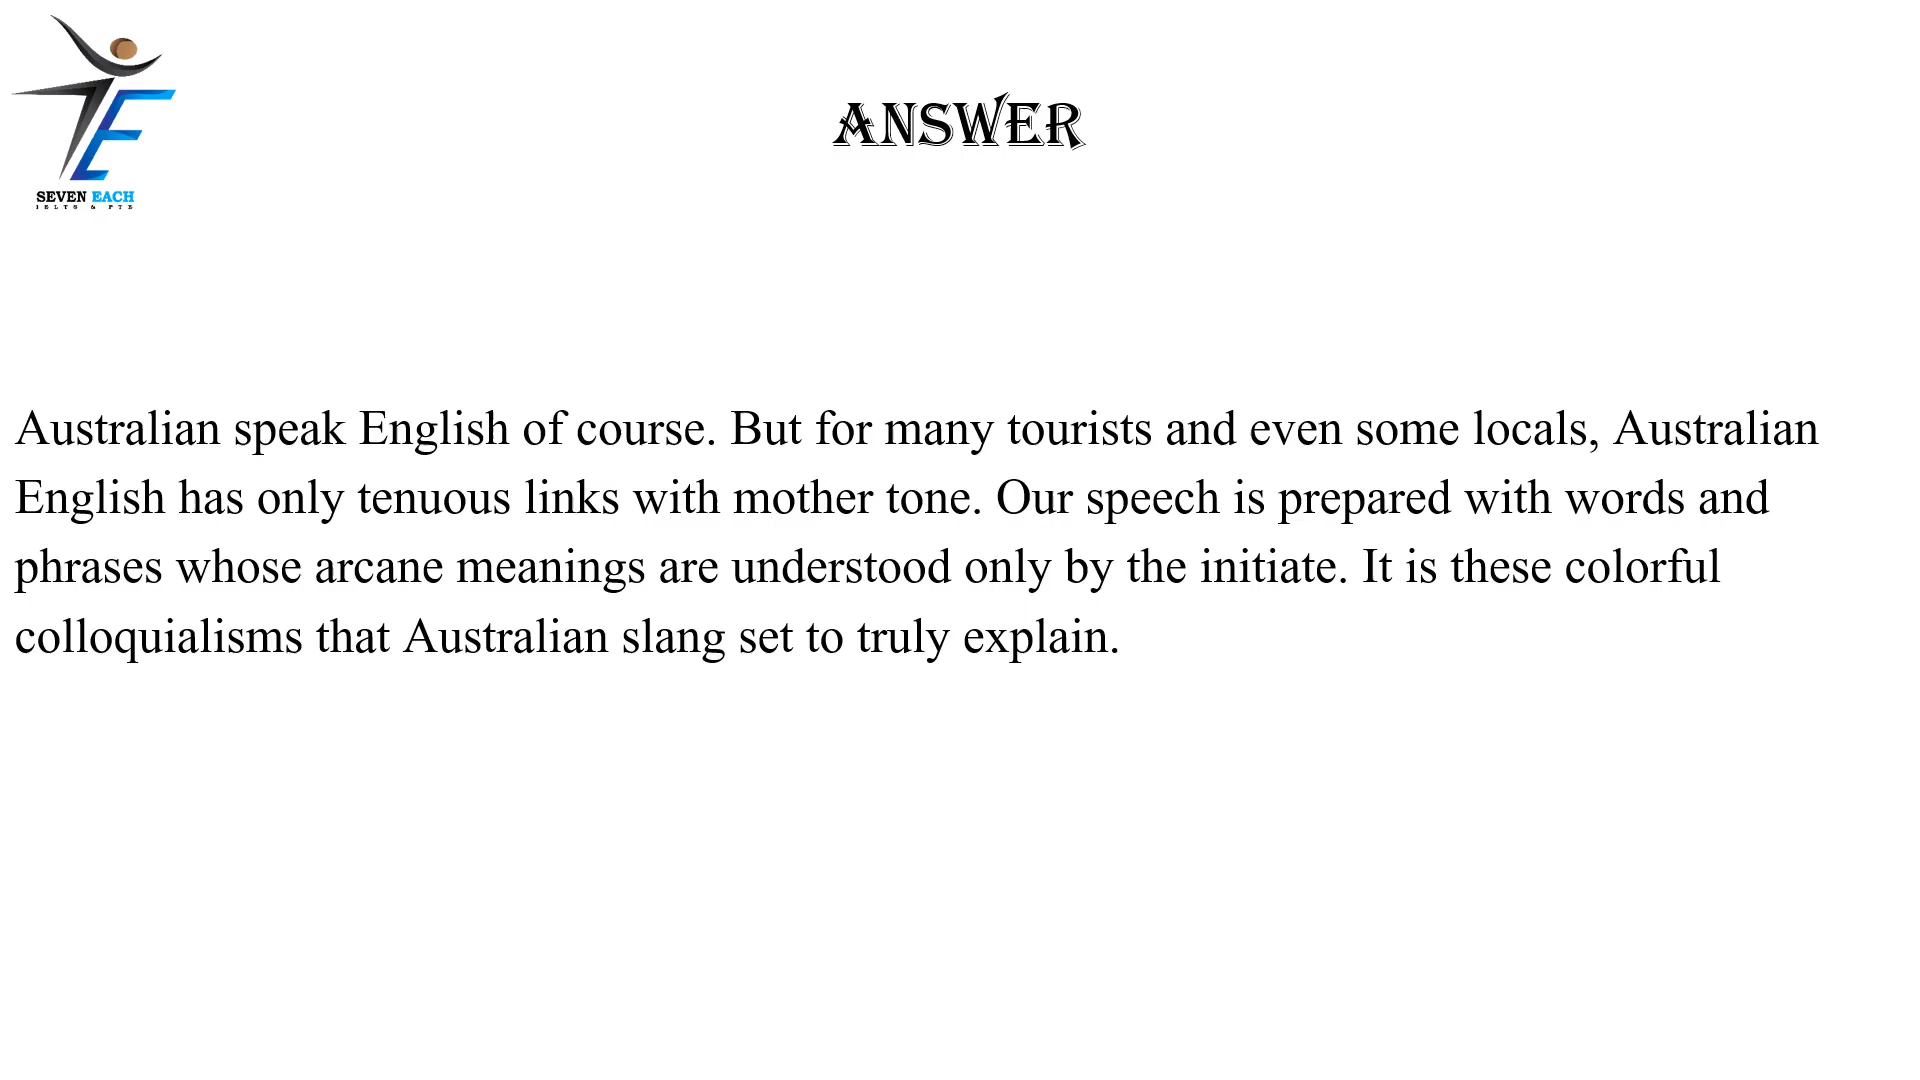 ANSWER
SEVEN EACH
IELTS & PTE
Australian speak English of course. But for many tourists and even some locals, Australian
English has only tenuous links with mother tone. Our speech is prepared with words and
phrases whose arcane meanings are understood only by the initiate. It is these colorful
colloquialisms that Australian slang set to truly explain.